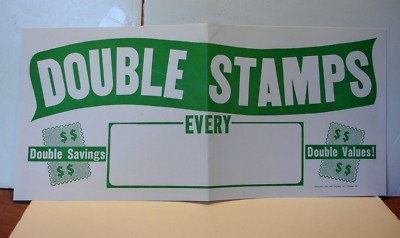 DOUBLE STAMPS
EVERY
$$
Double Savings
$$
$$
Double Values!
$$